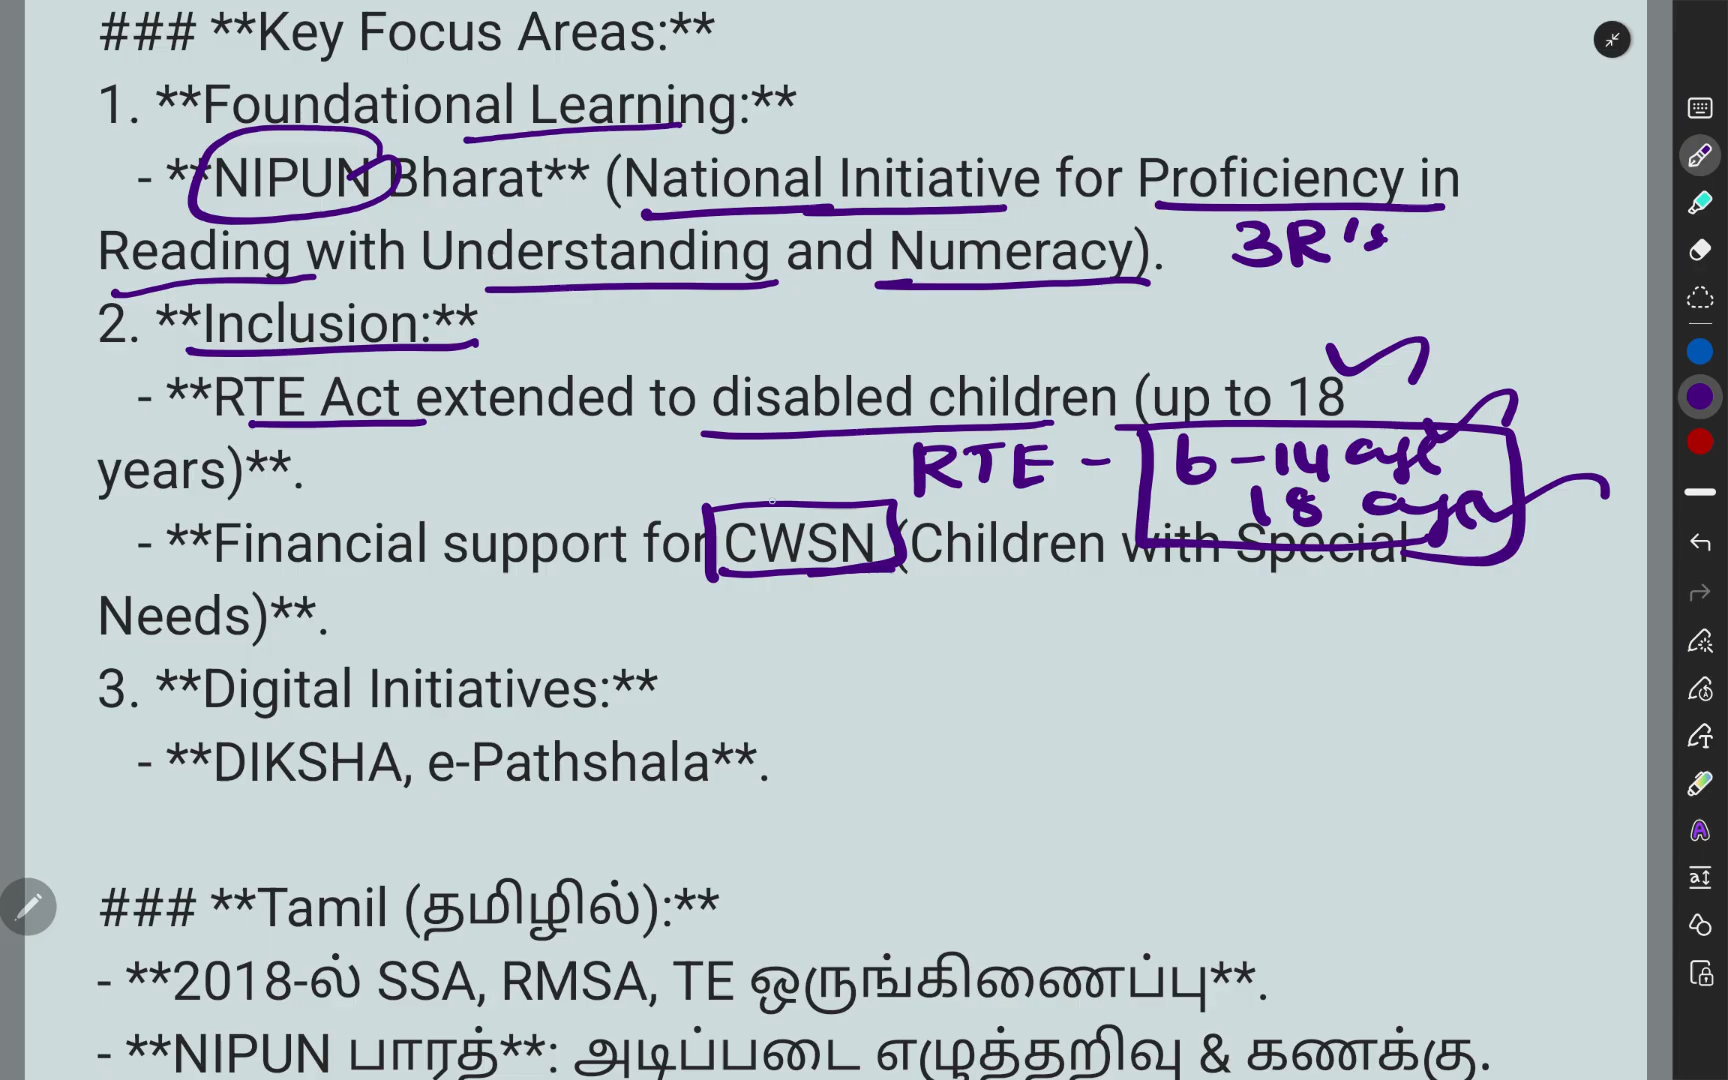 ### **Key Focus Areas:**
1. **Foundational Learning:**
- **NIPUN Bharat** (National Initiative for Proficiency in
Reading with Understanding and Numeracy).
3R's
2. **Inclusion:**
- **RTE Act extended to disabled children (up to 18
years)**.
RTE - 6-14 age
18 age
- **Financial support for CWSN (Children with Special
Needs)**.
3. **Digital Initiatives:**
- **DIKSHA, e-Pathshala**.
### **Tamil (தமிழில்):**
- **2018-ல் SSA, RMSA, TE ஒருங்கிணைப்பு**.
- **NIPUN பாரத்**: அடிப்படை எழுத்தறிவு & கணக்கு.